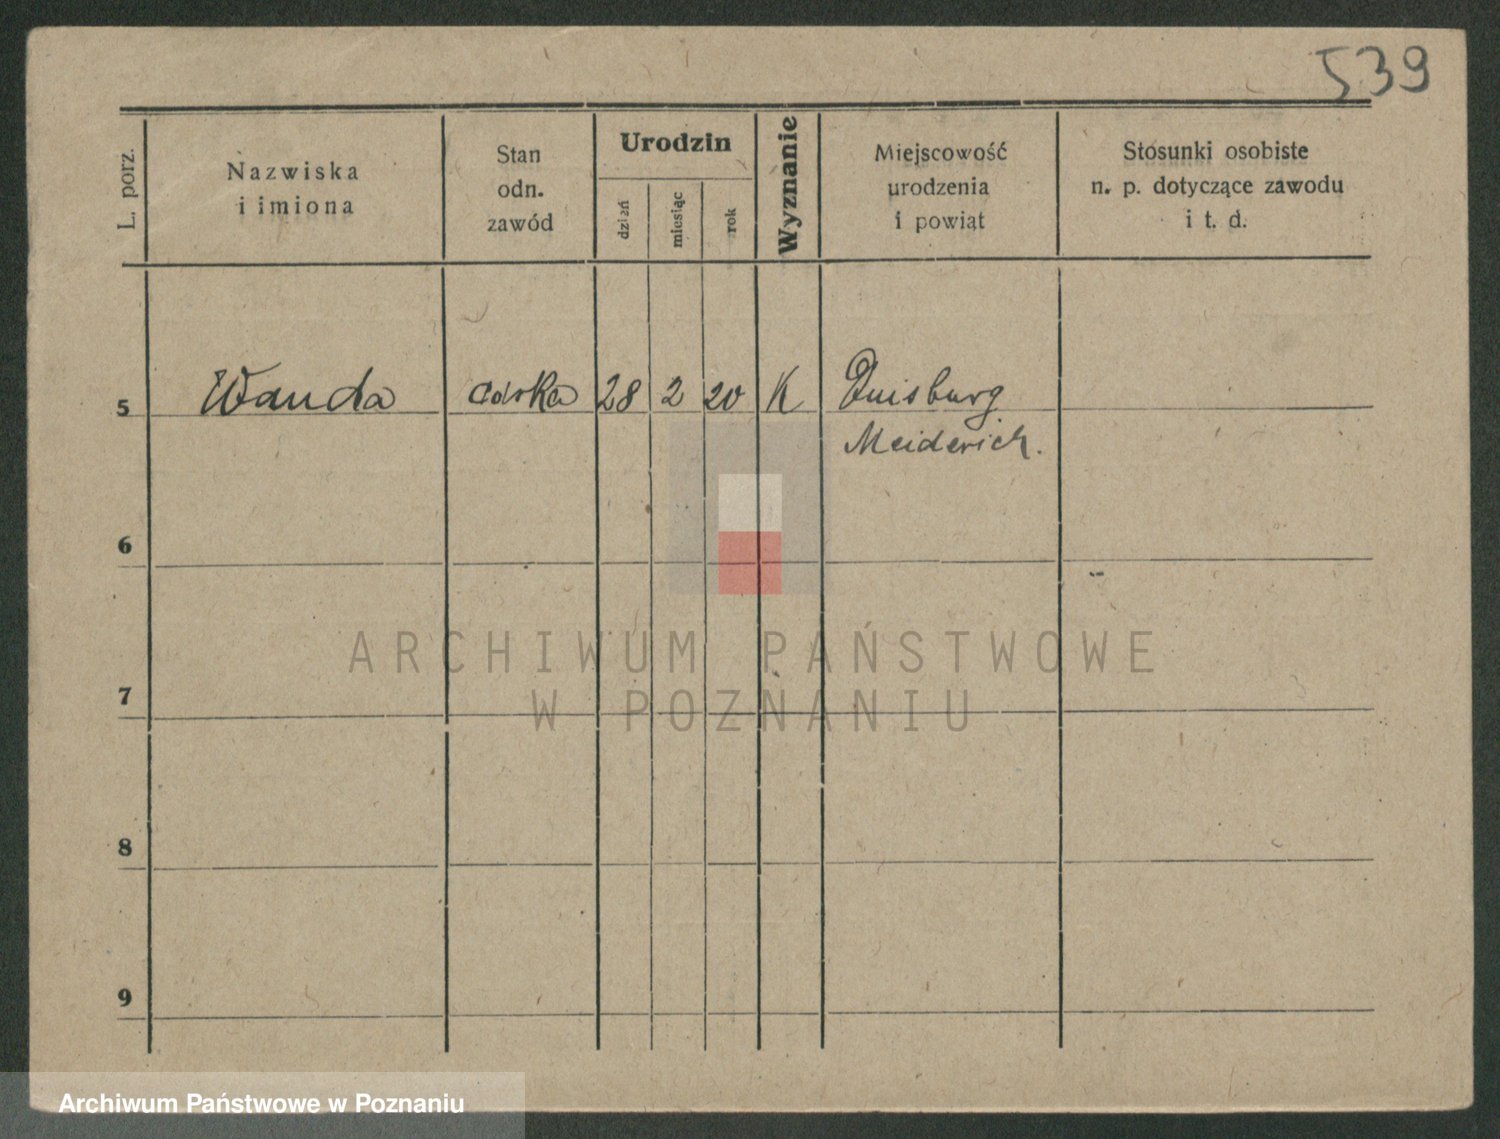 539
L. porz.
Nazwiska
i imiona
Stan
odn.
zawód
Urodzin
dzień
miesiąc
rok
Wyznanie
Miejscowość
urodzenia
i powiat
Stosunki osobiste
n. p. dotyczące zawodu
i t. d.
5 Wanda córka 28 2 20 K Duisburg
Meiderich.
6
7
8
9
ARCHIWUM PAŃSTWOWE
W POZNANIU
Archiwum Państwowe w Poznaniu